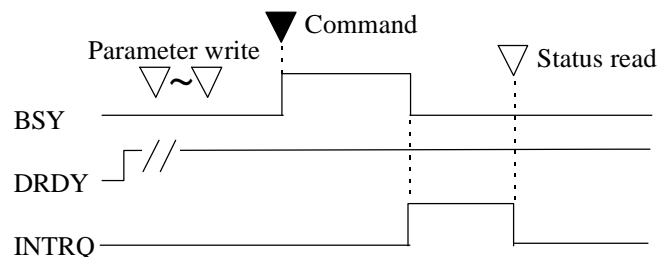 Command
Parameter write
Status read
~
BSY
//
DRDY
INTRQ